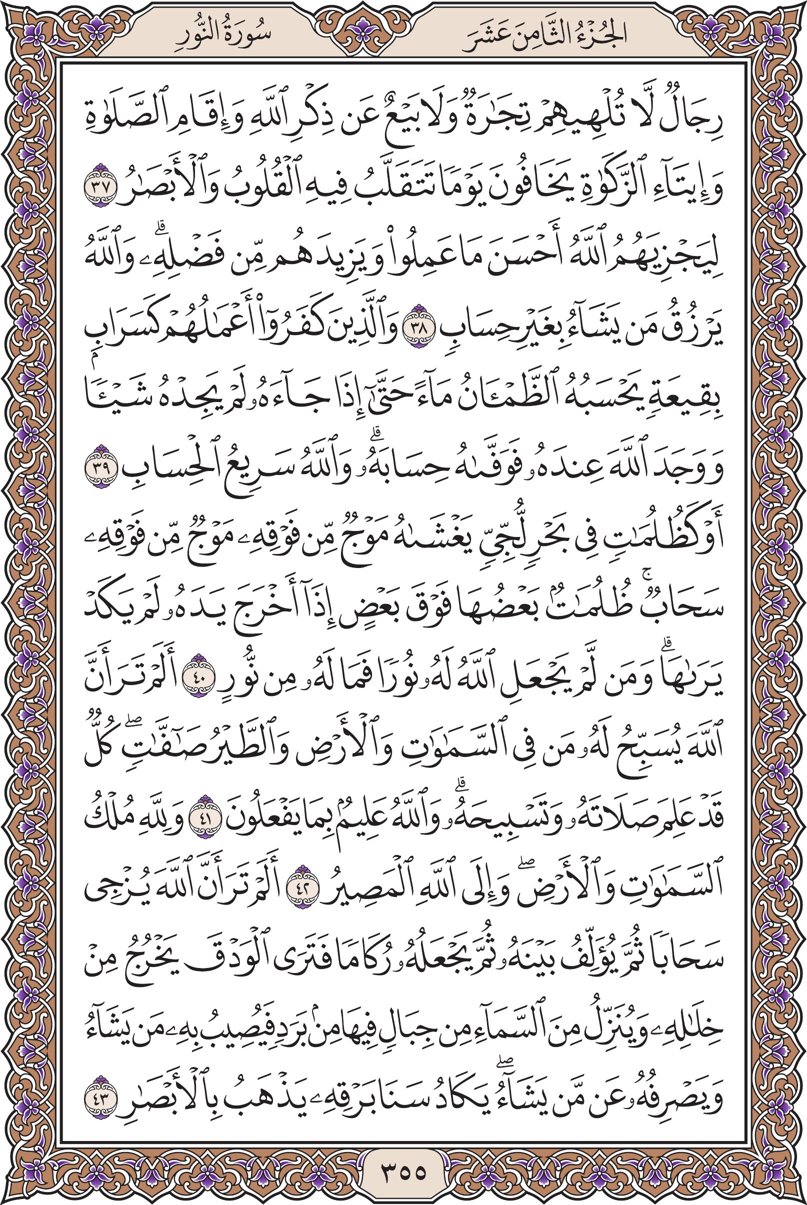 الجُزْءُ الثَّامِنَ عَشَرَ
سُورَةُ النُّور
رِجَالٌ لَّا تُلْهِيهِمْ تِجَٰرَةٌ وَلَا بَيْعٌ عَن ذِكْرِ ٱللَّهِ وَإِقَامِ ٱلصَّلَوٰةِ
وَإِيتَآءِ ٱلزَّكَوٰةِ يَخَافُونَ يَوْمًا تَتَقَلَّبُ فِيهِ ٱلْقُلُوبُ وَٱلْأَبْصَٰرُ ٣٧
لِيَجْزِيَهُمُ ٱللَّهُ أَحْسَنَ مَا عَمِلُوا۟ وَيَزِيدَهُم مِّن فَضْلِهِۦۗ وَٱللَّهُ
يَرْزُقُ مَن يَشَآءُ بِغَيْرِ حِسَابٍ ٣٨ وَٱلَّذِينَ كَفَرُوٓا۟ أَعْمَٰلُهُمْ كَسَرَابٍۭ
بِقِيعَةٍ يَحْسَبُهُ ٱلظَّمْـَٔانُ مَآءً حَتَّىٰٓ إِذَا جَآءَهُۥ لَمْ يَجِدْهُ شَيْـًٔا
وَوَجَدَ ٱللَّهَ عِندَهُۥ فَوَفَّىٰهُ حِسَابَهُۥۗ وَٱللَّهُ سَرِيعُ ٱلْحِسَابِ ٣٩
أَوْ كَظُلُمَٰتٍ فِى بَحْرٍ لُّجِّىٍّ يَغْشَىٰهُ مَوْجٌ مِّن فَوْقِهِۦ مَوْجٌ مِّن فَوْقِهِۦ
سَحَابٌۚ ظُلُمَٰتٌۢ بَعْضُهَا فَوْقَ بَعْضٍ إِذَآ أَخْرَجَ يَدَهُۥ لَمْ يَكَدْ
يَرَىٰهَاۗ وَمَن لَّمْ يَجْعَلِ ٱللَّهُ لَهُۥ نُورًا فَمَا لَهُۥ مِن نُّورٍ ٤٠ أَلَمْ تَرَ أَنَّ
ٱللَّهَ يُسَبِّحُ لَهُۥ مَن فِى ٱلسَّمَٰوَٰتِ وَٱلْأَرْضِ وَٱلطَّيْرُ صَٰٓفَّٰتٍۖ كُلٌّ
قَدْ عَلِمَ صَلَاتَهُۥ وَتَسْبِيحَهُۥۗ وَٱللَّهُ عَلِيمٌۢ بِمَا يَفْعَلُونَ ٤١ وَلِلَّهِ مُلْكُ
ٱلسَّمَٰوَٰتِ وَٱلْأَرْضِۖ وَإِلَى ٱللَّهِ ٱلْمَصِيرُ ٤٢ أَلَمْ تَرَ أَنَّ ٱللَّهَ يُزْجِى
سَحَابًا ثُمَّ يُؤَلِّفُ بَيْنَهُۥ ثُمَّ يَجْعَلُهُۥ رُكَامًا فَتَرَى ٱلْوَدْقَ يَخْرُجُ مِنْ
خِلَٰلِهِۦ وَيُنَزِّلُ مِنَ ٱلسَّمَآءِ مِن جِبَالٍ فِيهَا مِنۢ بَرَدٍ فَيُصِيبُ بِهِۦ مَن يَشَآءُ
وَيَصْرِفُهُۥ عَن مَّن يَشَآءُۖ يَكَادُ سَنَا بَرْقِهِۦ يَذْهَبُ بِٱلْأَبْصَٰرِ ٤٣
٣٥٥